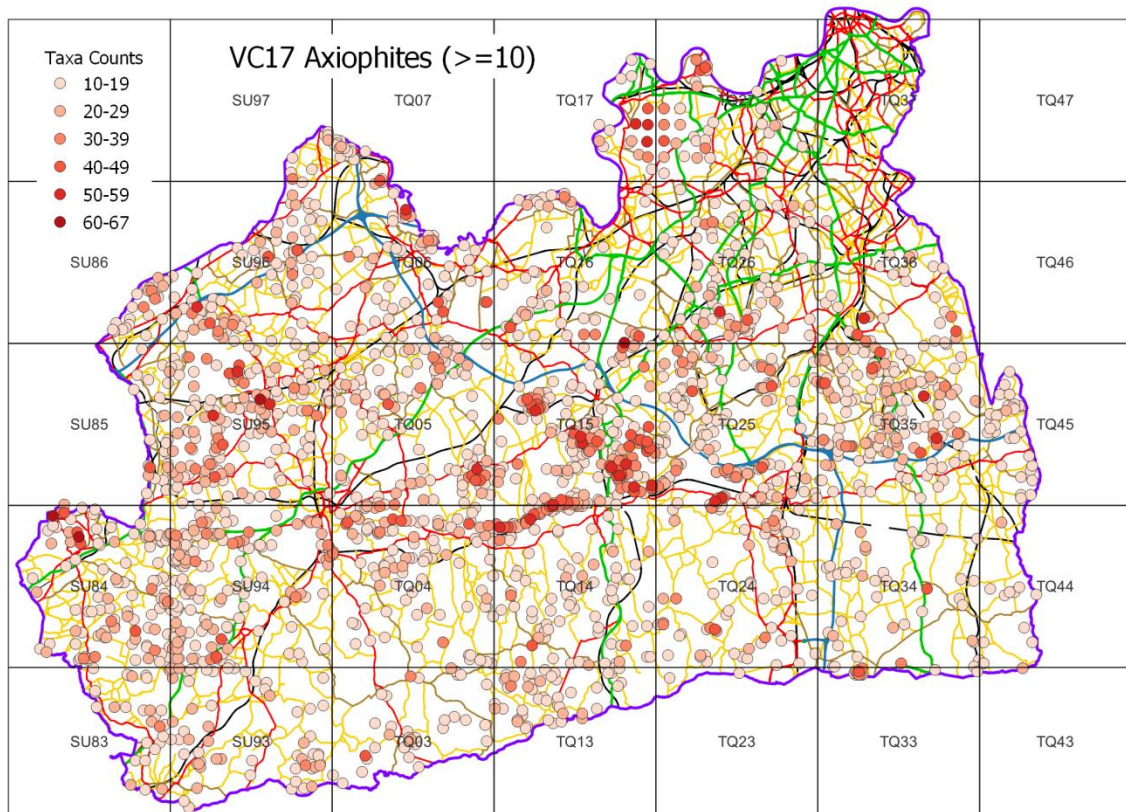 VC17 Axiophites (>=10)
Taxa Counts
10-19
20-29
30-39
40-49
50-59
60-67
SU97 TQ07 TQ17 TQ27 TQ37 TQ47
SU86 SU96 TQ06 TQ16 TQ26 TQ36 TQ46
SU85 SU95 TQ05 TQ15 TQ25 TQ35 TQ45
SU84 SU94 TQ04 TQ14 TQ24 TQ34 TQ44
SU83 SU93 TQ03 TQ13 TQ23 TQ33 TQ43